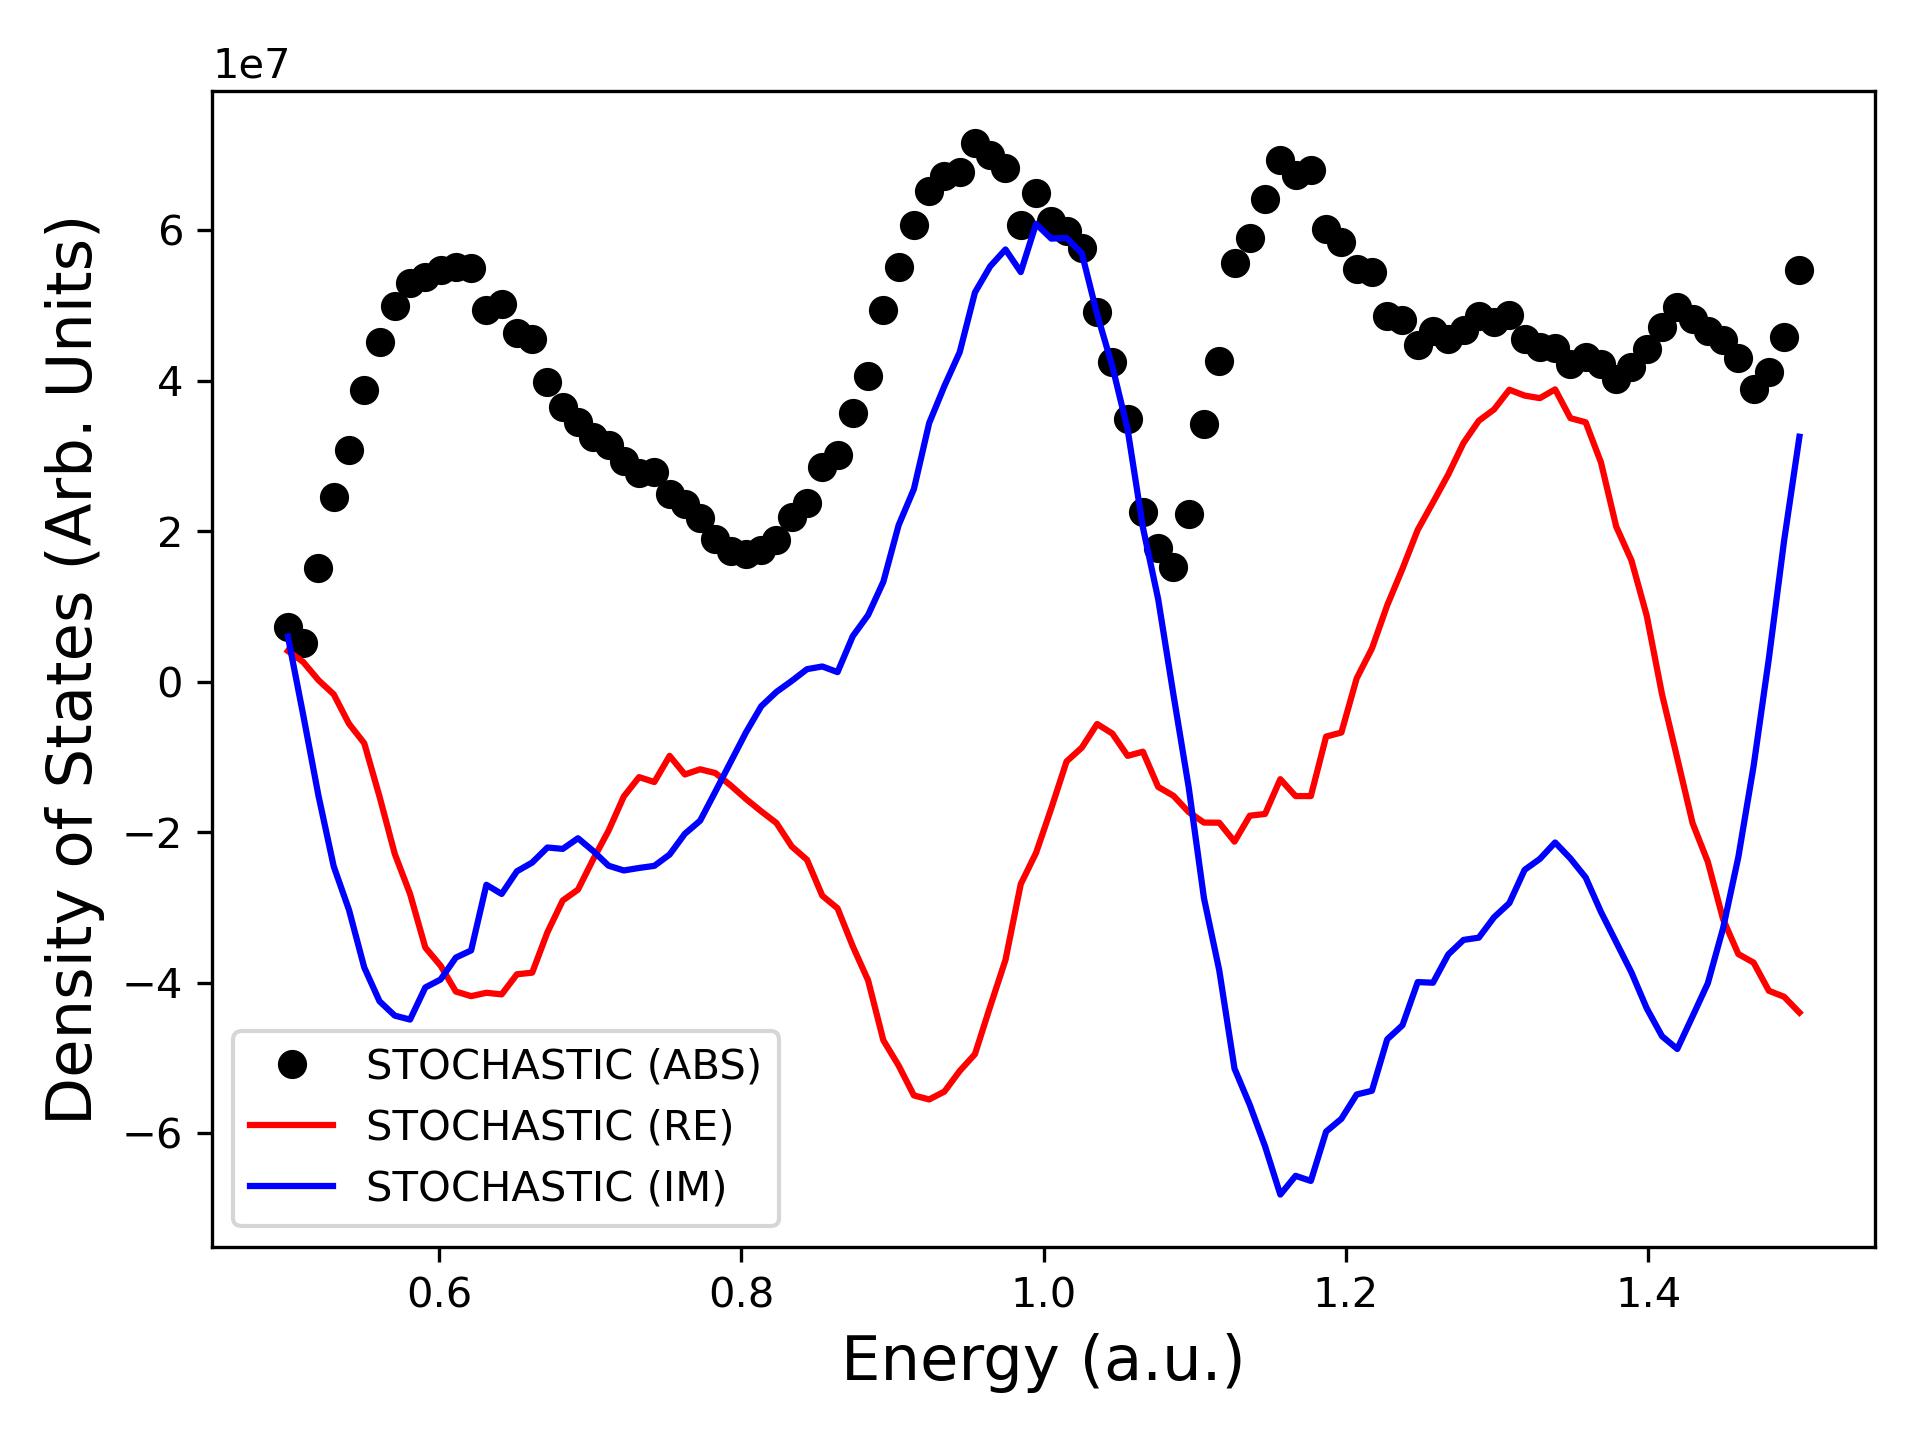 1e7
Density of States (Arb. Units)
6
4
2
0
−2
−4
−6
STOCHASTIC (ABS)
STOCHASTIC (RE)
STOCHASTIC (IM)
0.6 0.8 1.0 1.2 1.4
Energy (a.u.)